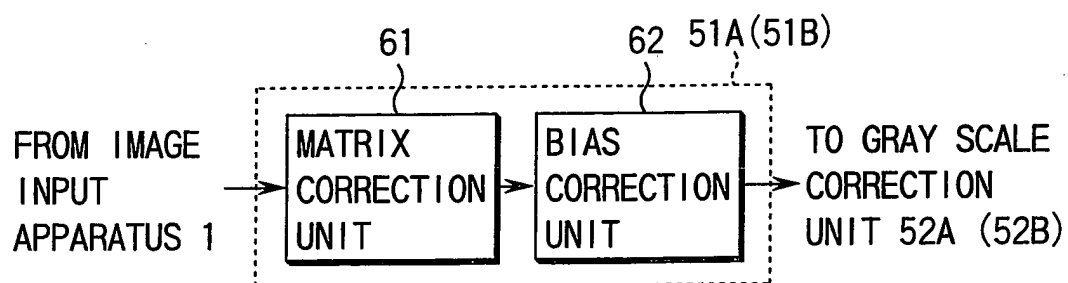 61
62
51A(51B)
FROM IMAGE
INPUT
APPARATUS 1
MATRIX
CORRECTION
UNIT
BIAS
CORRECTION
UNIT
TO GRAY SCALE
CORRECTION
UNIT 52A (52B)